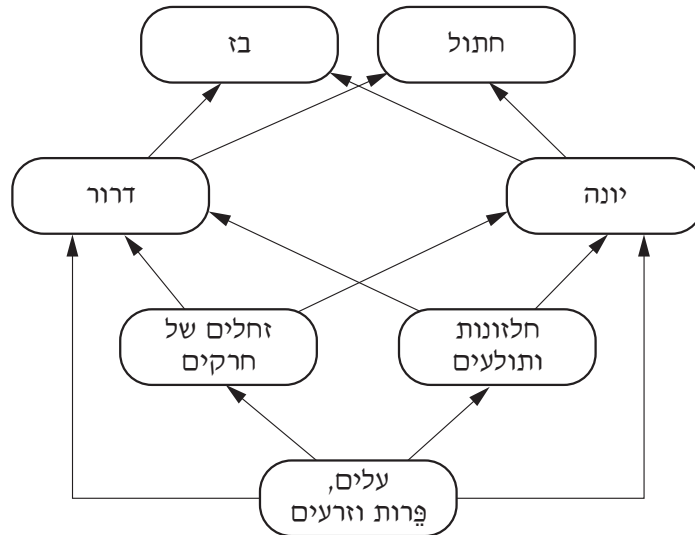 בז
חתול
דרור
יונה
זחלים של
חרקים
חלזונות
ותולעים
עלים,
פֵּרות וזרעים